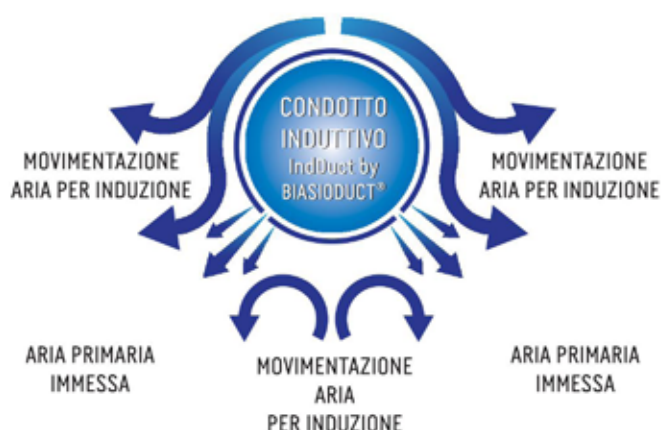 CONDOTTO
INDUTTIVO
IndDuct by
BIASIODUCT®
MOVIMENTAZIONE
ARIA PER INDUZIONE
MOVIMENTAZIONE
ARIA PER INDUZIONE
ARIA PRIMARIA
IMMESSA
MOVIMENTAZIONE
ARIA
PER INDUZIONE
ARIA PRIMARIA
IMMESSA